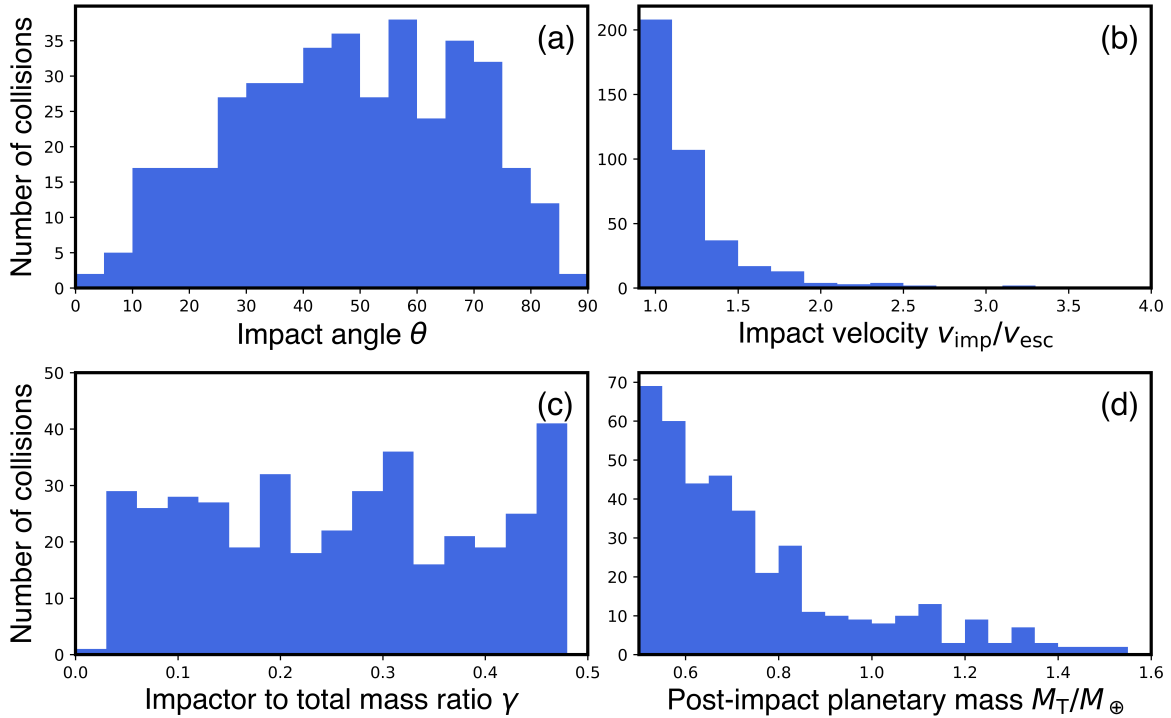 (a)
Number of collisions
35
30
25
20
15
10
5
0
0 10 20 30 40 50 60 70 80 90
Impact angle θ
(b)
200
150
100
50
0
1.0 1.5 2.0 2.5 3.0 3.5 4.0
Impact velocity v_imp/v_esc
(c)
Number of collisions
50
40
30
20
10
0
0.0 0.1 0.2 0.3 0.4 0.5
Impactor to total mass ratio γ
(d)
70
60
50
40
30
20
10
0
0.6 0.8 1.0 1.2 1.4 1.6
Post-impact planetary mass M_T/M_⊕